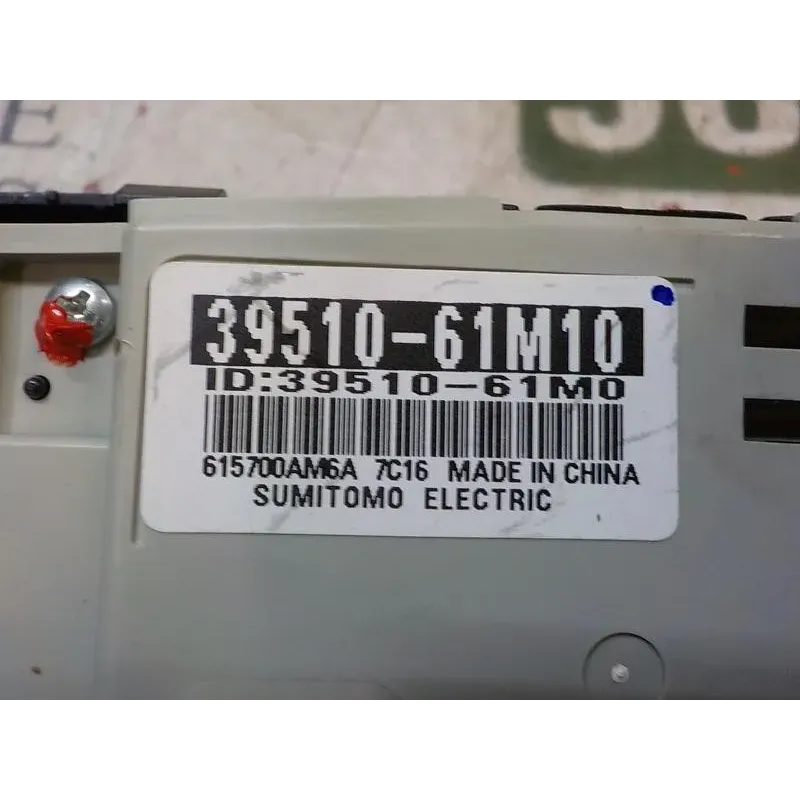 39510-61M10
ID:39510-61M0
615700AM6A 7C16 MADE IN CHINA
SUMITOMO ELECTRIC